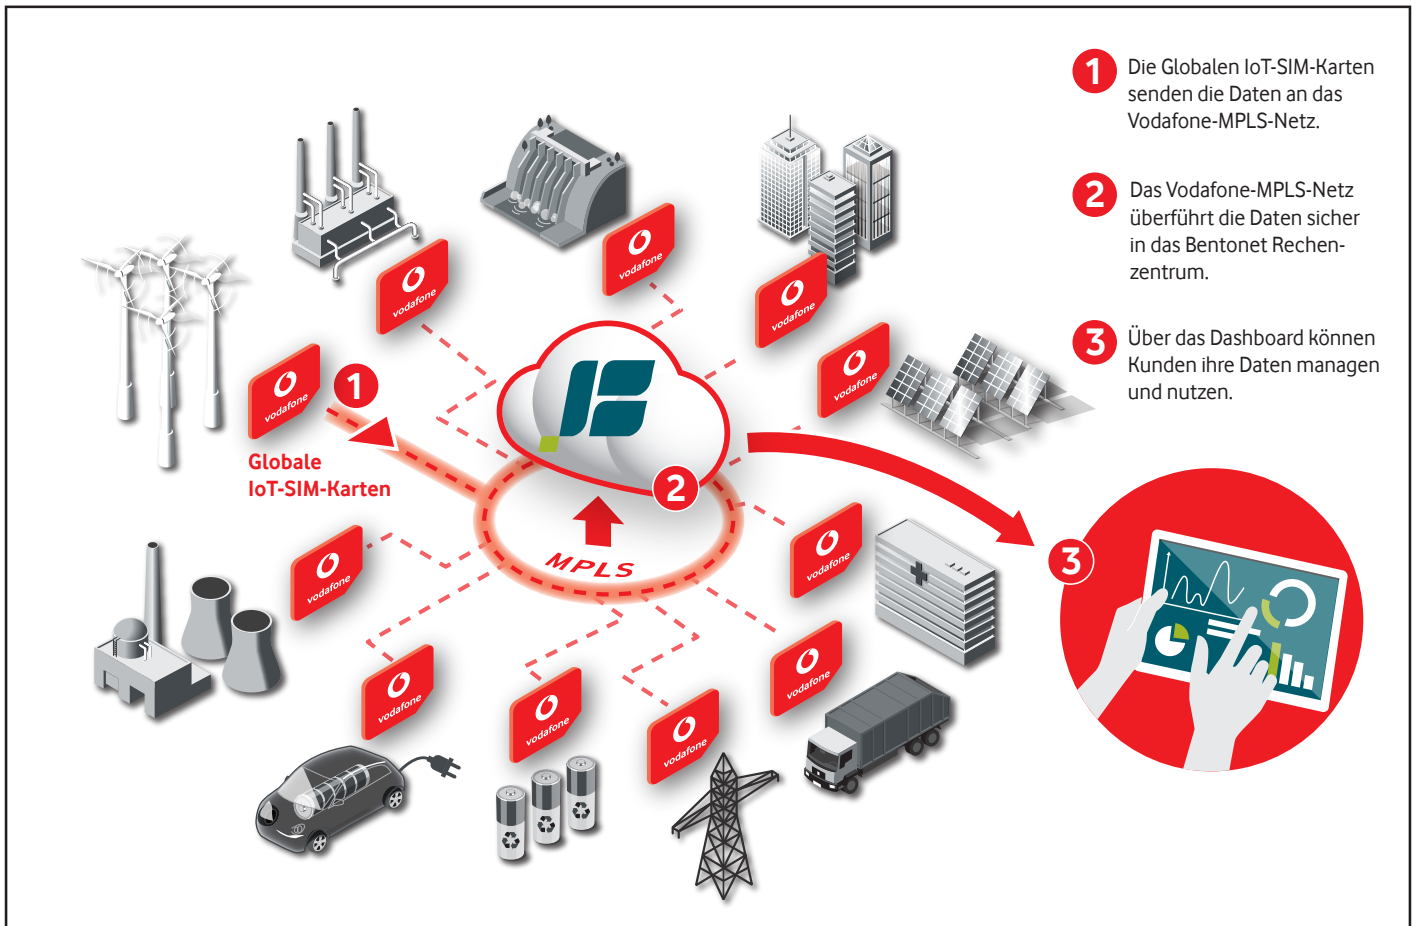 1 Die Globalen IoT-SIM-Karten
senden die Daten an das
Vodafone-MPLS-Netz.
2 Das Vodafone-MPLS-Netz
überführt die Daten sicher
in das Bentonet Rechen-
zentrum.
3 Über das Dashboard können
Kunden ihre Daten managen
und nutzen.
vodafone
vodafone
vodafone
vodafone
vodafone
1
Globale
IoT-SIM-Karten
2
MPLS
3
vodafone
vodafone
vodafone
vodafone
vodafone
vodafone